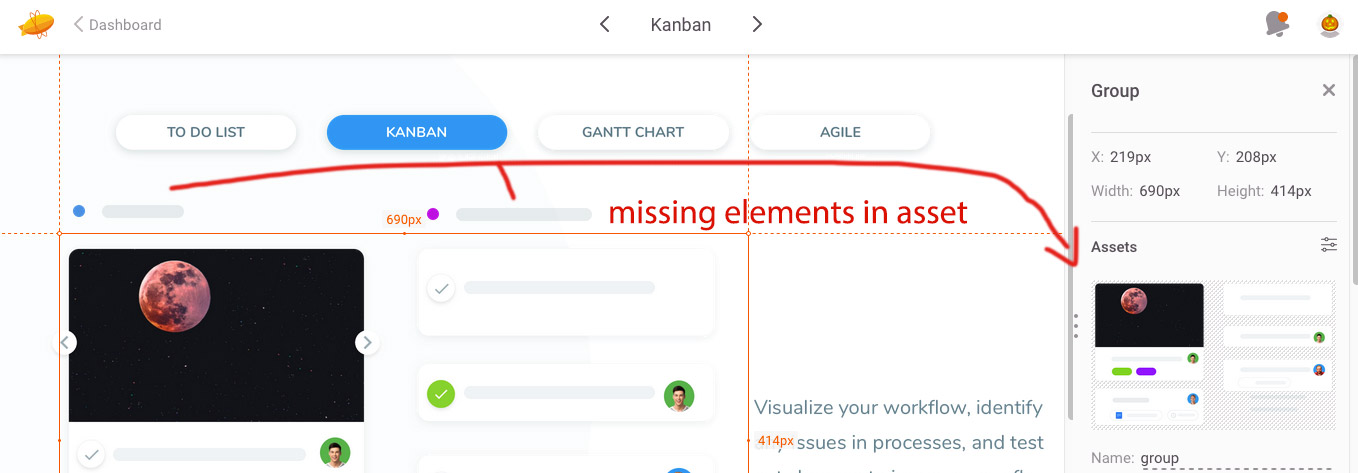 Dashboard
Kanban
TO DO LIST
KANBAN
GANTT CHART
AGILE
missing elements in asset
690px
Visualize your workflow, identify
ssues in processes, and test
414px
Group
X: 219px
Y: 208px
Width: 690px
Height: 414px
Assets
Name: group